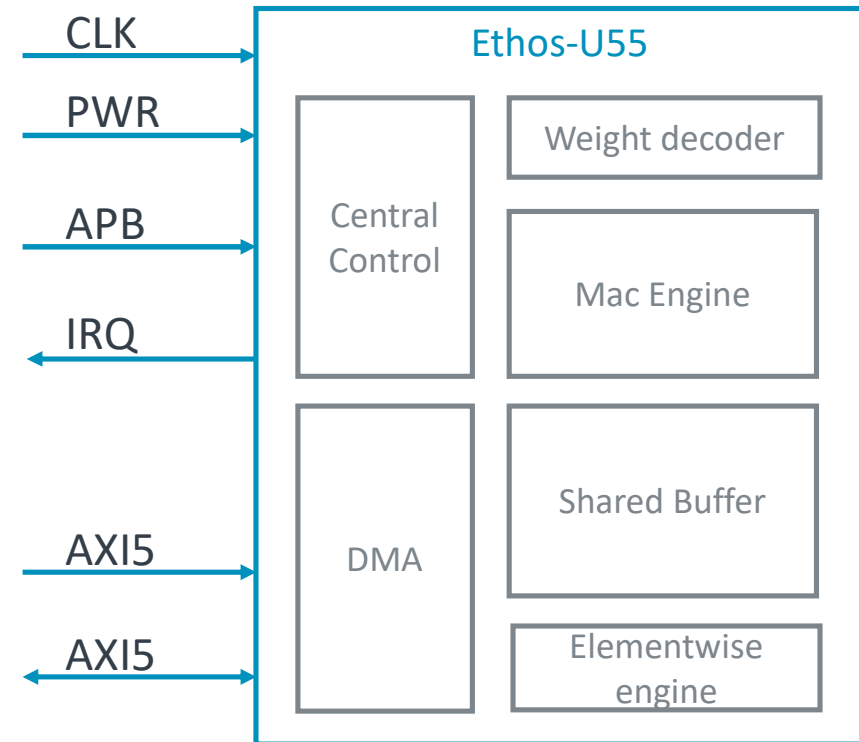 CLK
PWR
APB
IRQ
AXI5
AXI5
Ethos-U55
Central
Control
DMA
Weight decoder
Mac Engine
Shared Buffer
Elementwise
engine